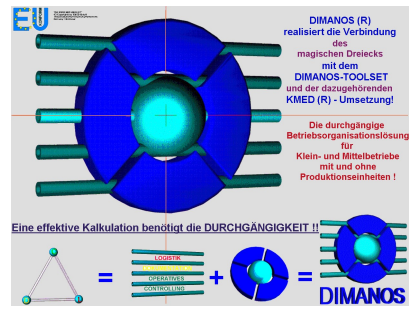 EU
DIMANOS (R)
realisiert die Verbindung
des
magischen Dreiecks
mit dem
DIMANOS-TOOLSET
und der dazugehörenden
KMED (R) - Umsetzung!
Die durchgängige
Betriebsorganisationslösung
für
Klein- und Mittelbetriebe
mit und ohne
Produktionseinheiten !
Eine effektive Kalkulation benötigt die DURCHGÄNGIGKEIT !!
=
LOGISTIK
OPERATIVES
CONTROLLING
+
=
DIMANOS